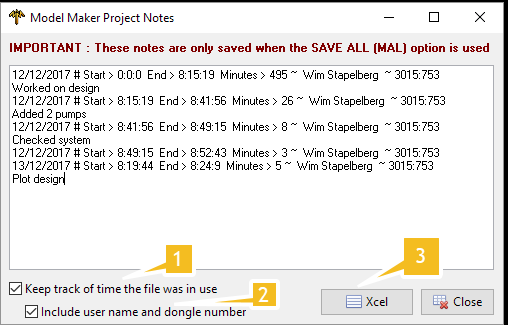 Model Maker Project Notes
IMPORTANT : These notes are only saved when the SAVE ALL (MAL) option is used
12/12/2017 # Start > 0:0:0 End > 8:15:19 Minutes > 495 ~ Wim Stapelberg ~ 3015:753
Worked on design
12/12/2017 # Start > 8:15:19 End > 8:41:56 Minutes > 26 ~ Wim Stapelberg ~ 3015:753
Added 2 pumps
12/12/2017 # Start > 8:41:56 End > 8:49:15 Minutes > 8 ~ Wim Stapelberg ~ 3015:753
Checked system
12/12/2017 # Start > 8:49:15 End > 8:52:43 Minutes > 3 ~ Wim Stapelberg ~ 3015:753
13/12/2017 # Start > 8:19:44 End > 8:24:9 Minutes > 5 ~ Wim Stapelberg ~ 3015:753
Plot design
1
Keep track of time the file was in use
2
Include user name and dongle number
3
Xcel
Close